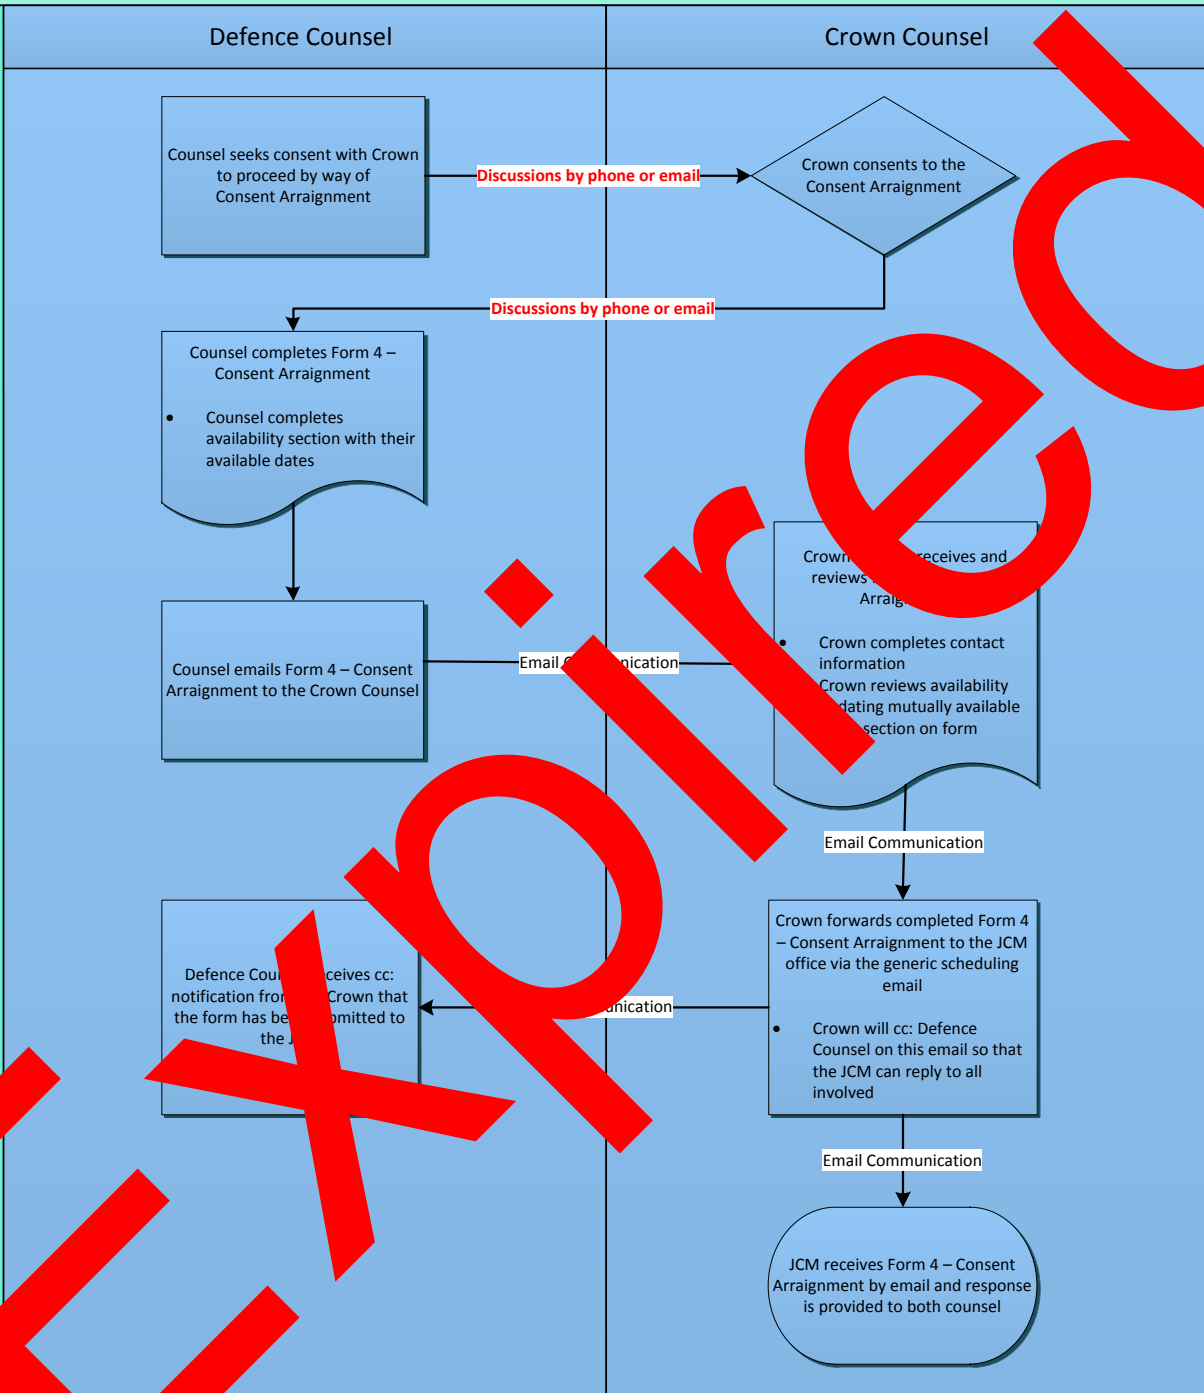 Defence Counsel
Crown Counsel
Counsel seeks consent with Crown
to proceed by way of
Consent Arraignment
Discussions by phone or email
Crown consents to the
Consent Arraignment
Discussions by phone or email
Counsel completes Form 4 –
Consent Arraignment
• Counsel completes
availability section with their
available dates
Counsel emails Form 4 – Consent
Arraignment to the Crown Counsel
Email
Crown receives and
reviews
• Crown completes contact
information
Crown reviews availability
mutually available
section on form
Email Communication
Crown forwards completed Form 4
– Consent Arraignment to the JCM
office via the generic scheduling
email
• Crown will cc: Defence
Counsel on this email so that
the JCM can reply to all
involved
Defence cc:
notification Crown that
the form has
the
Email Communication
JCM receives Form 4 – Consent
Arraignment by email and response
is provided to both counsel
Expired